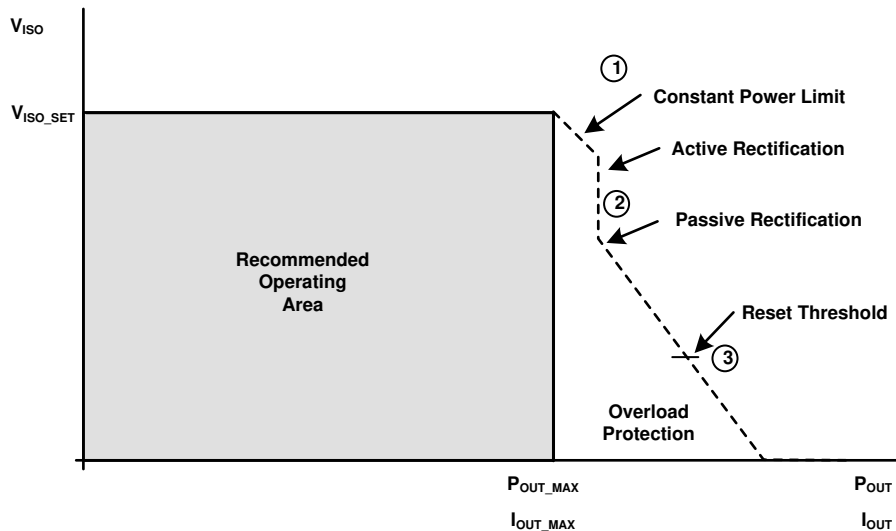 V_ISO
1
Constant Power Limit
V_ISO_SET
Active Rectification
2
Passive Rectification
Recommended
Operating
Area
Reset Threshold
3
Overload
Protection
P_OUT_MAX
P_OUT
I_OUT_MAX
I_OUT